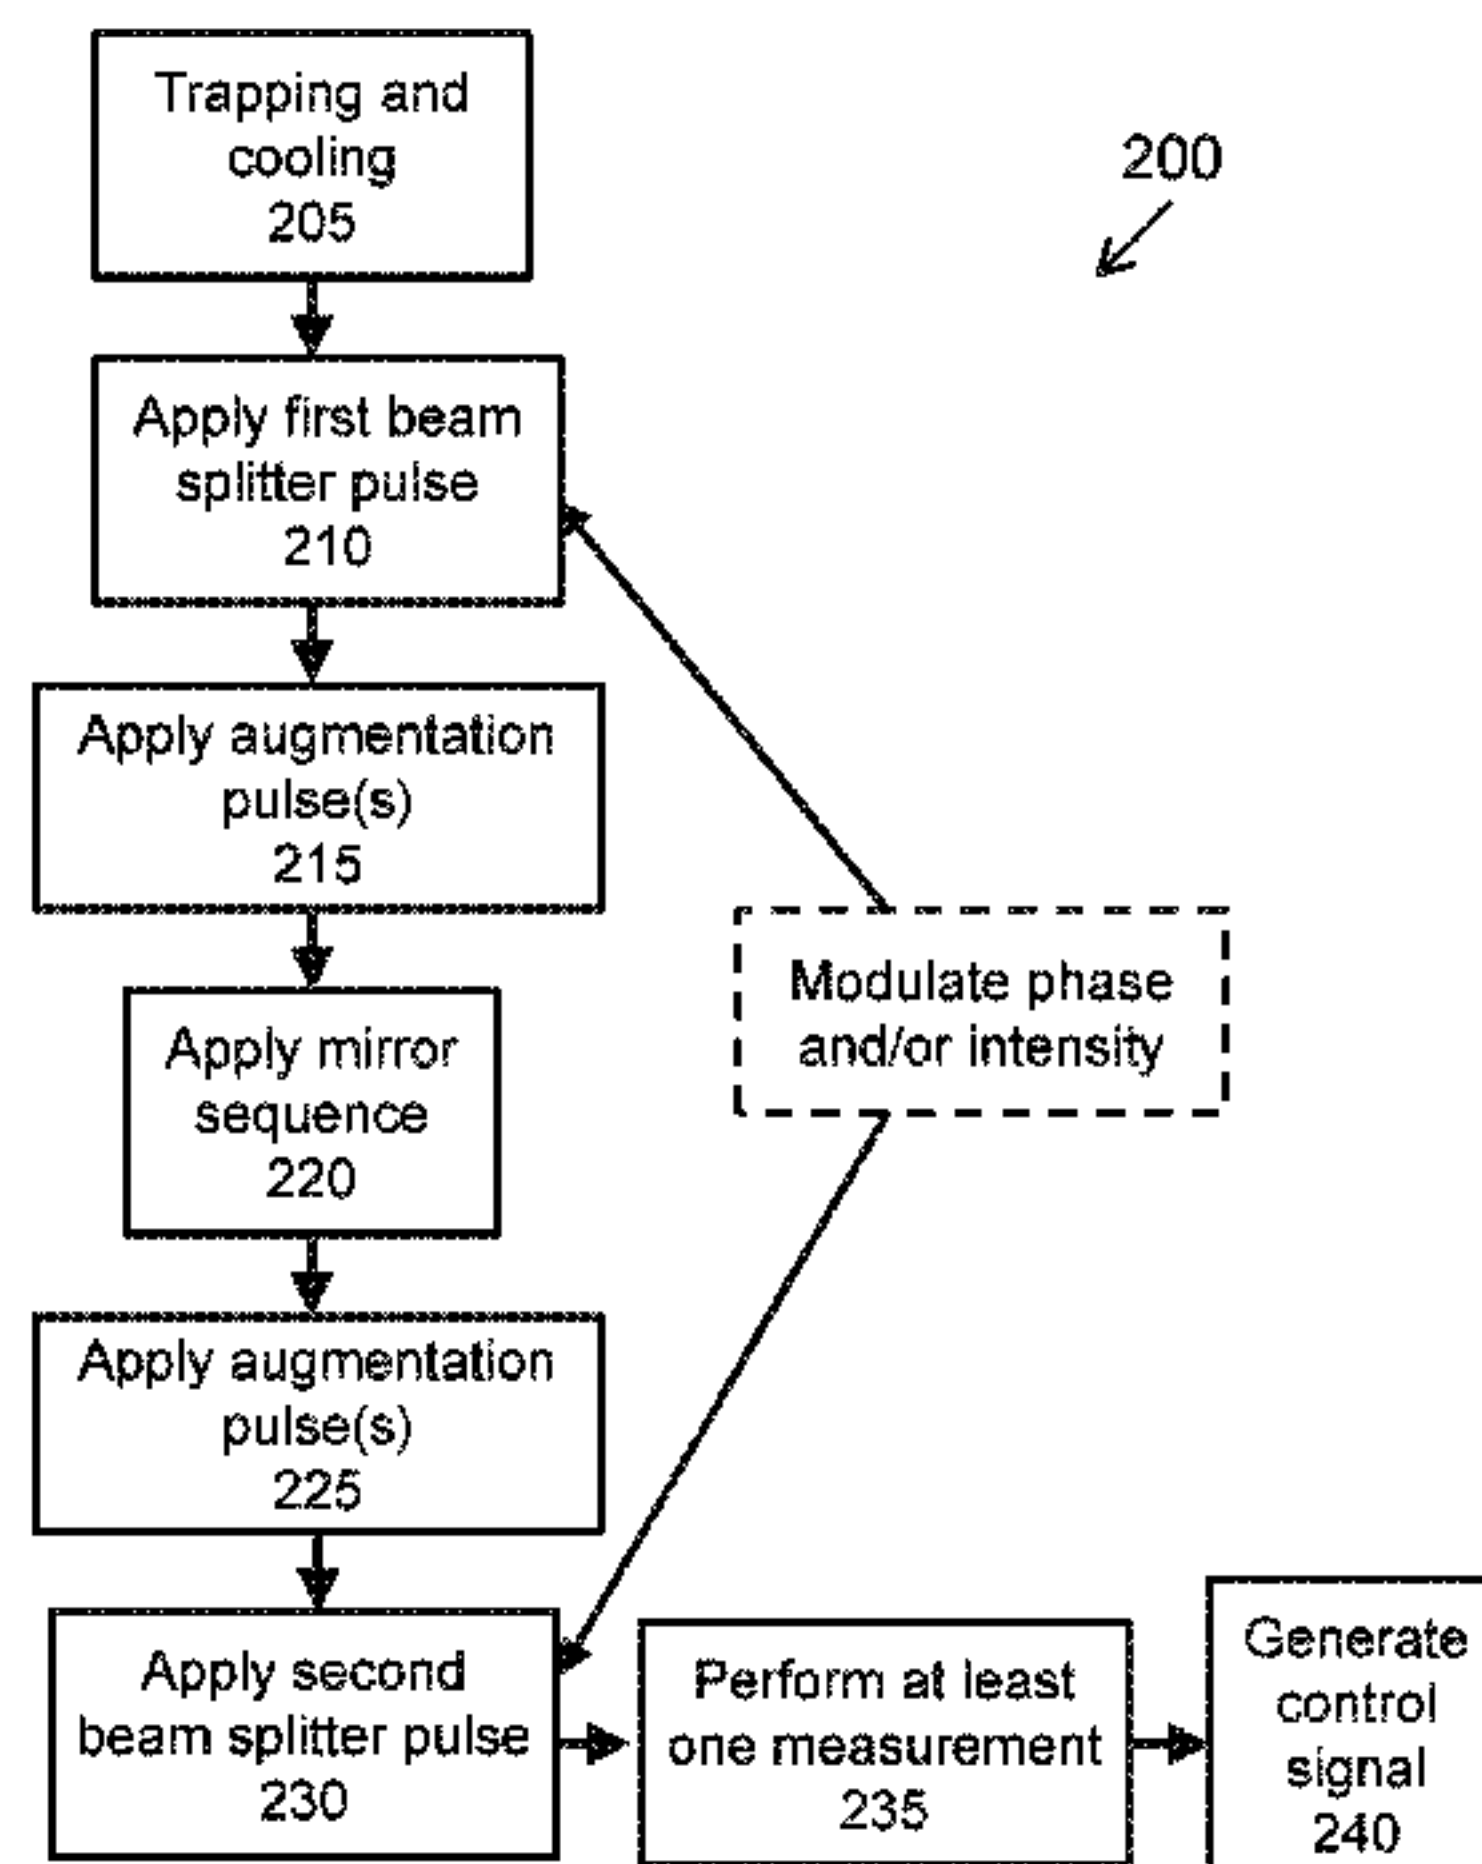 Trapping and
cooling
205
200
Apply first beam
splitter pulse
210
Apply augmentation
pulse(s)
215
Modulate phase
and/or intensity
Apply mirror
sequence
220
Apply augmentation
pulse(s)
225
Apply second
beam splitter pulse
230
Perform at least
one measurement
235
Generate
control
signal
240